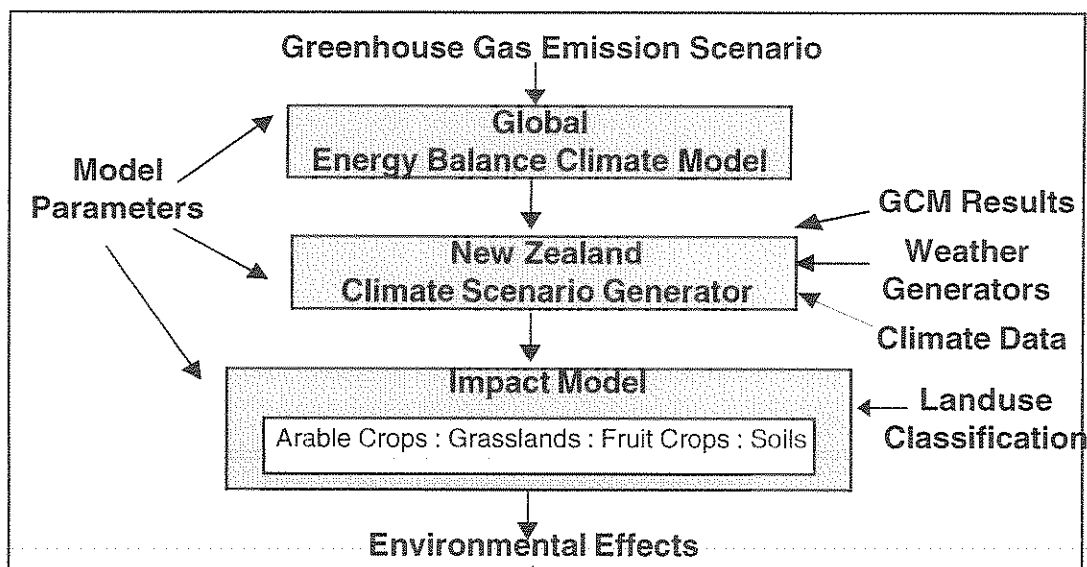 Greenhouse Gas Emission Scenario
Global
Energy Balance Climate Model
Model
Parameters
GCM Results
New Zealand
Climate Scenario Generator
Weather
Generators
Climate Data
Impact Model
Landuse
Classification
Arable Crops : Grasslands : Fruit Crops : Soils
Environmental Effects